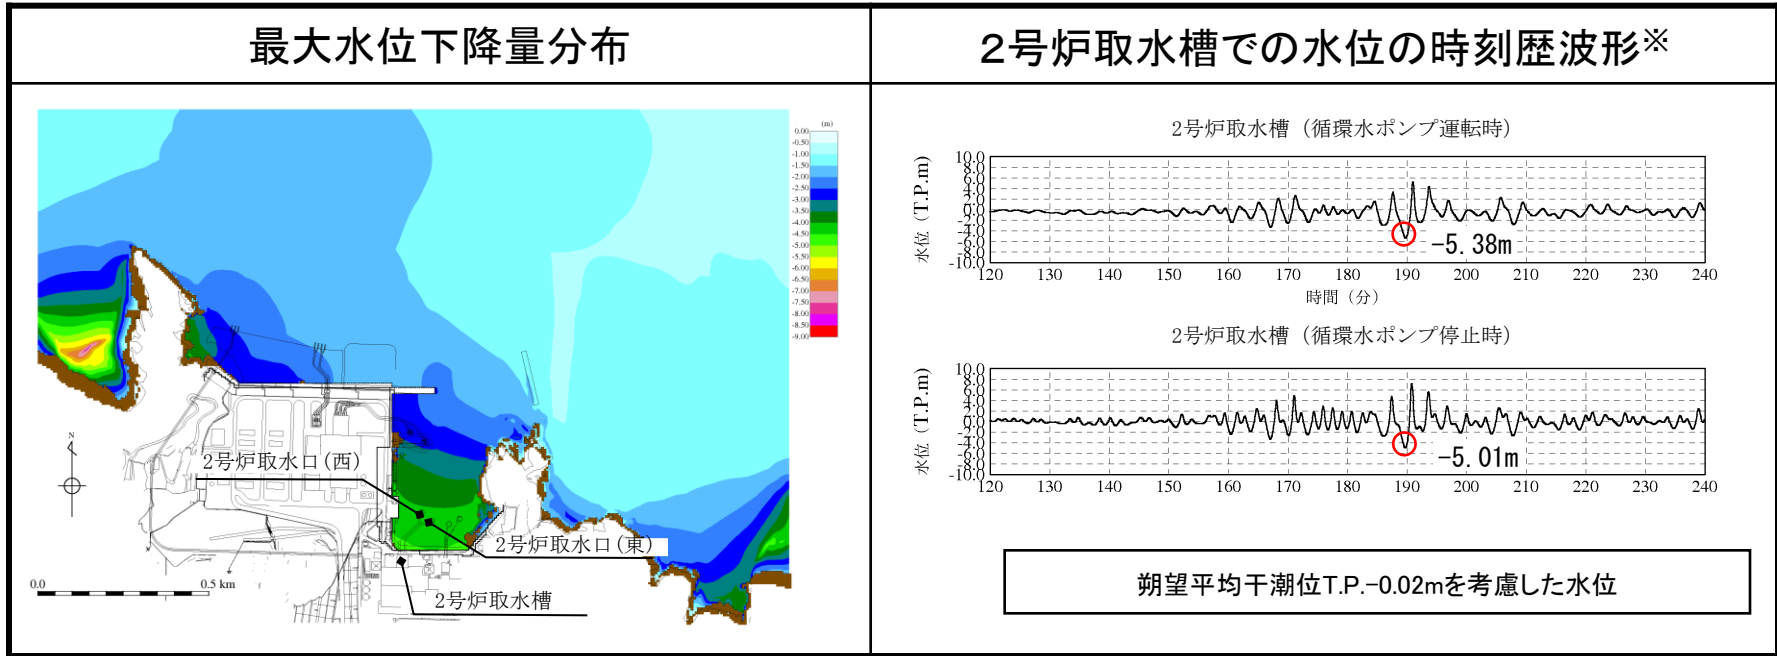 最大水位下降量分布
2号炉取水槽での水位の時刻歴波形※
(m)
0.00
-0.50
-1.00
-1.50
-2.00
-2.50
-3.00
-3.50
-4.00
-4.50
-5.00
-5.50
-6.00
-6.50
-7.00
-7.50
-8.00
-8.50
-9.00
N
2号炉取水口(西)
2号炉取水口(東)
2号炉取水槽
0.0
0.5 km
2号炉取水槽（循環水ポンプ運転時）
水位（T.P.m）
10.0
8.0
6.0
4.0
2.0
0.0
-2.0
-4.0
-6.0
-8.0
-10.0
-5.38m
120 130 140 150 160 170 180 190 200 210 220 230 240
時間（分）
2号炉取水槽（循環水ポンプ停止時）
水位（T.P.m）
10.0
8.0
6.0
4.0
2.0
0.0
-2.0
-4.0
-6.0
-8.0
-10.0
-5.01m
120 130 140 150 160 170 180 190 200 210 220 230 240
朔望平均干潮位T.P.-0.02mを考慮した水位